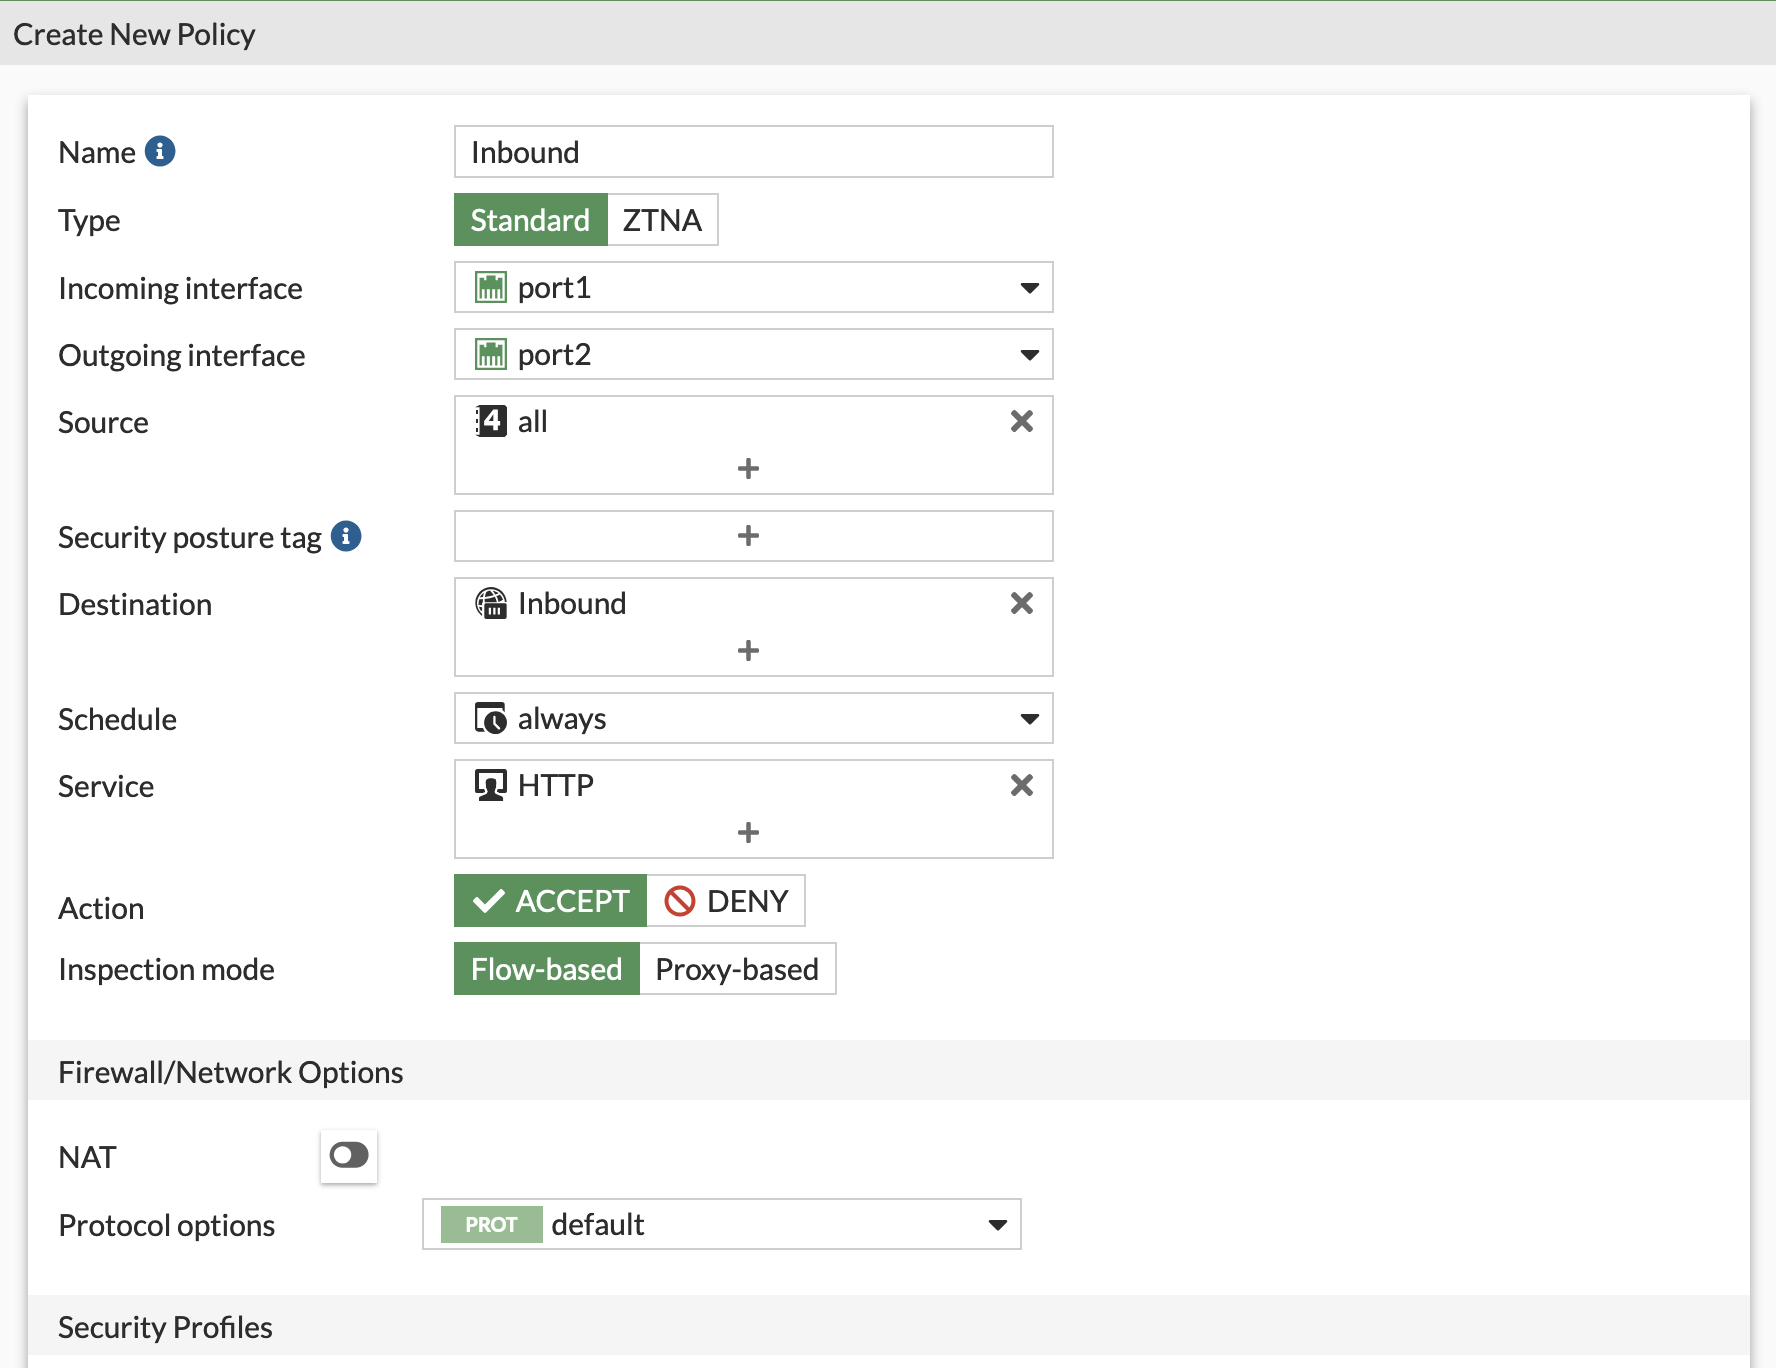 Create New Policy
Name Inbound
Type Standard ZTNA
Incoming interface port1
Outgoing interface port2
Source 4 all
Security posture tag
Destination Inbound
Schedule always
Service HTTP
Action ACCEPT DENY
Inspection mode Flow-based Proxy-based
Firewall/Network Options
NAT
Protocol options PROT default
Security Profiles